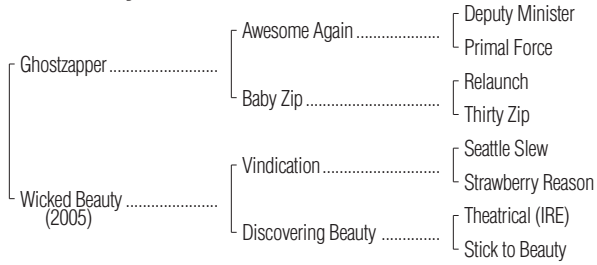 Deputy Minister
Awesome Again ..................
Primal Force
Ghostzapper .......................
Relaunch
Baby Zip .............................
Thirty Zip
Seattle Slew
Vindication .........................
Strawberry Reason
Wicked Beauty ...................
(2005)
Theatrical (IRE)
Discovering Beauty ............
Stick to Beauty